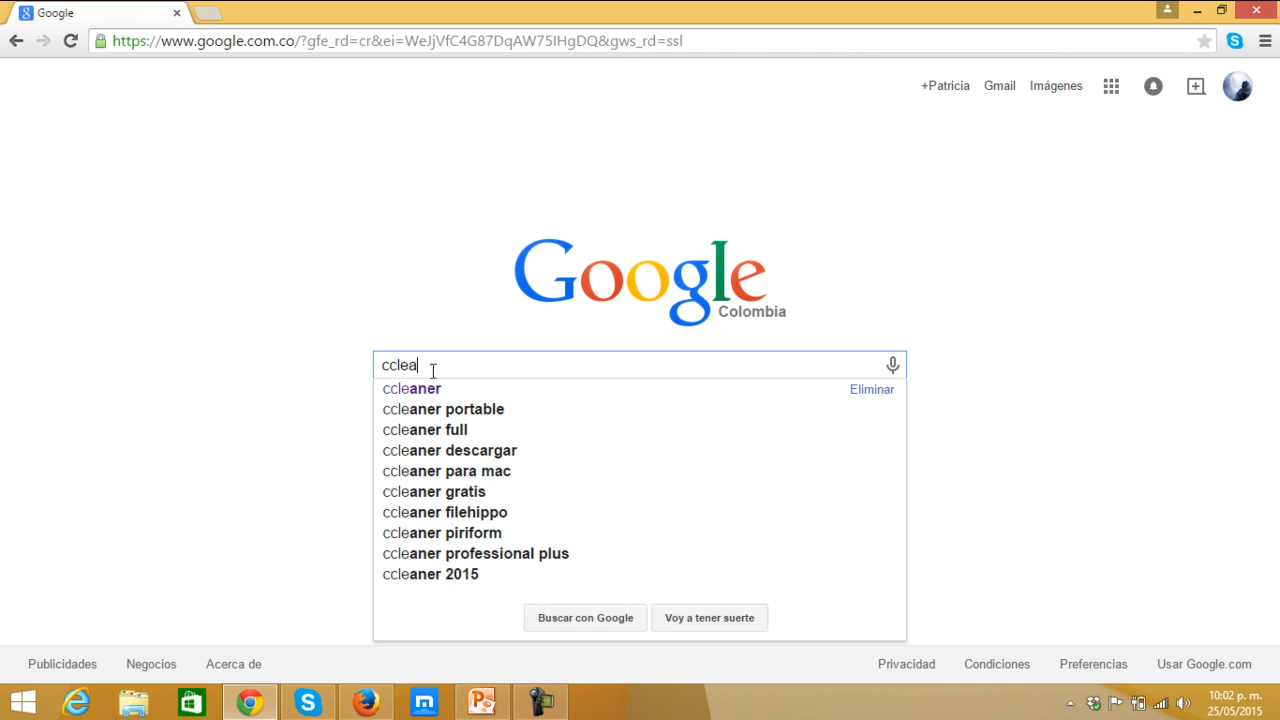 Google
https://www.google.com.co/?gfe_rd=cr&ei=WeJjVfC4G87DqAW75IHgDQ&gws_rd=ssl
+Patricia Gmail Imágenes
Google
Colombia
cclea
ccleaner Eliminar
ccleaner portable
ccleaner full
ccleaner descargar
ccleaner para mac
ccleaner gratis
ccleaner filehippo
ccleaner piriform
ccleaner professional plus
ccleaner 2015
Buscar con Google Voy a tener suerte
Publicidades Negocios Acerca de Privacidad Condiciones Preferencias Usar Google.com
10:02 p. m.
25/05/2015